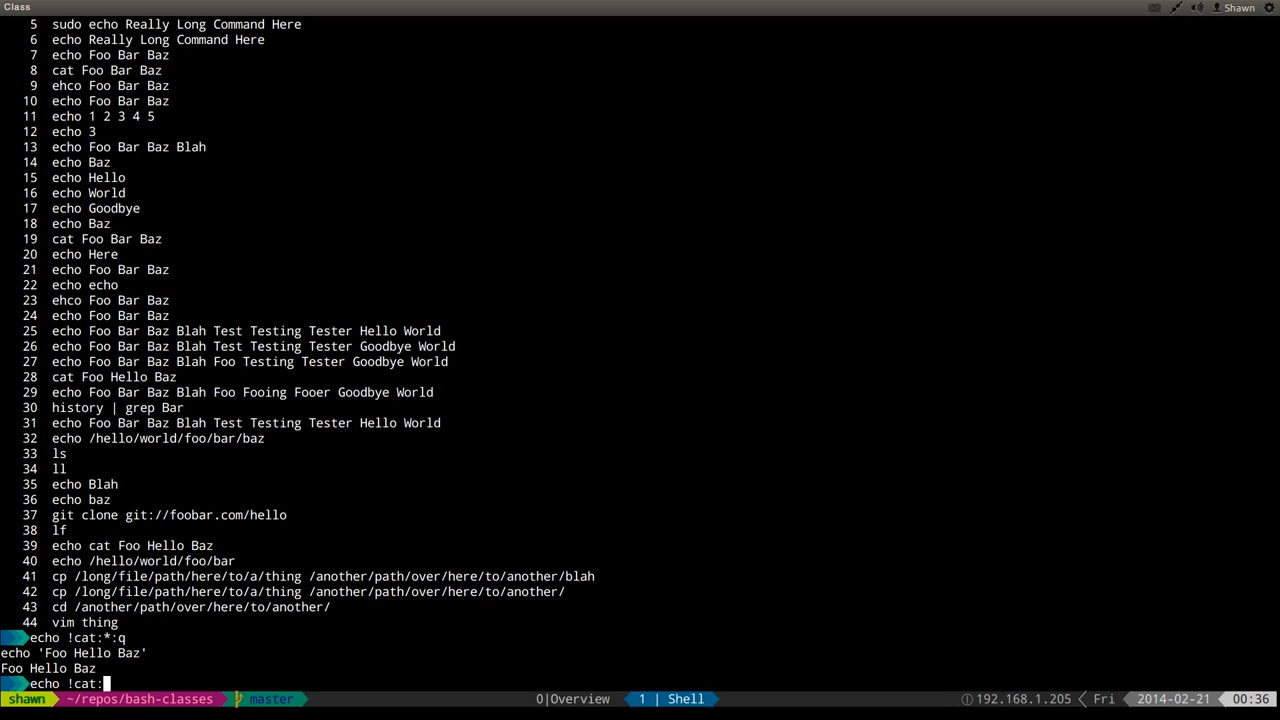 Class
Shawn
5 sudo echo Really Long Command Here
6 echo Really Long Command Here
7 echo Foo Bar Baz
8 cat Foo Bar Baz
9 ehco Foo Bar Baz
10 echo Foo Bar Baz
11 echo 1 2 3 4 5
12 echo 3
13 echo Foo Bar Baz Blah
14 echo Baz
15 echo Hello
16 echo World
17 echo Goodbye
18 echo Baz
19 cat Foo Bar Baz
20 echo Here
21 echo Foo Bar Baz
22 echo echo
23 ehco Foo Bar Baz
24 echo Foo Bar Baz
25 echo Foo Bar Baz Blah Test Testing Tester Hello World
26 echo Foo Bar Baz Blah Test Testing Tester Goodbye World
27 echo Foo Bar Baz Blah Foo Testing Tester Goodbye World
28 cat Foo Hello Baz
29 echo Foo Bar Baz Blah Foo Fooing Fooer Goodbye World
30 history | grep Bar
31 echo Foo Bar Baz Blah Test Testing Tester Hello World
32 echo /hello/world/foo/bar/baz
33 ls
34 ll
35 echo Blah
36 echo baz
37 git clone git://foobar.com/hello
38 lf
39 echo cat Foo Hello Baz
40 echo /hello/world/foo/bar
41 cp /long/file/path/here/to/a/thing /another/path/over/here/to/another/blah
42 cp /long/file/path/here/to/a/thing /another/path/over/here/to/another/
43 cd /another/path/over/here/to/another/
44 vim thing
echo !cat:*:q
echo 'Foo Hello Baz'
Foo Hello Baz
echo !cat:
shawn ~/repos/bash-classes master 0|Overview 1 | Shell 192.168.1.205 Fri 2014-02-21 00:36